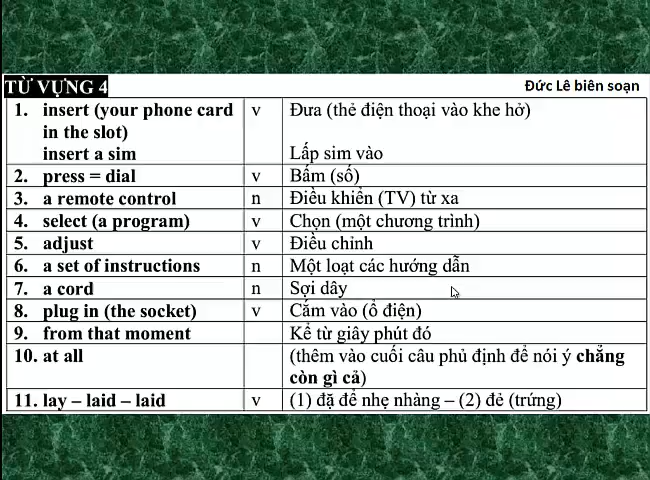 TỪ VỰNG 4
Đức Lê biên soạn
1. insert (your phone card v Đưa (thẻ điện thoại vào khe hở)
in the slot)
insert a sim Lắp sim vào
2. press = dial v Bấm (số)
3. a remote control n Điều khiển (TV) từ xa
4. select (a program) v Chọn (một chương trình)
5. adjust v Điều chỉnh
6. a set of instructions n Một loạt các hướng dẫn
7. a cord n Sợi dây
8. plug in (the socket) v Cắm vào (ổ điện)
9. from that moment Kể từ giây phút đó
10. at all (thêm vào cuối câu phủ định để nói ý chẳng
còn gì cả)
11. lay – laid – laid v (1) đặ để nhẹ nhàng – (2) đẻ (trứng)